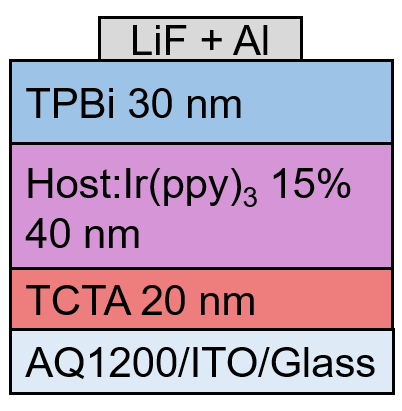 LiF + Al
TPBi 30 nm
Host:Ir(ppy)₃ 15%
40 nm
TCTA 20 nm
AQ1200/ITO/Glass